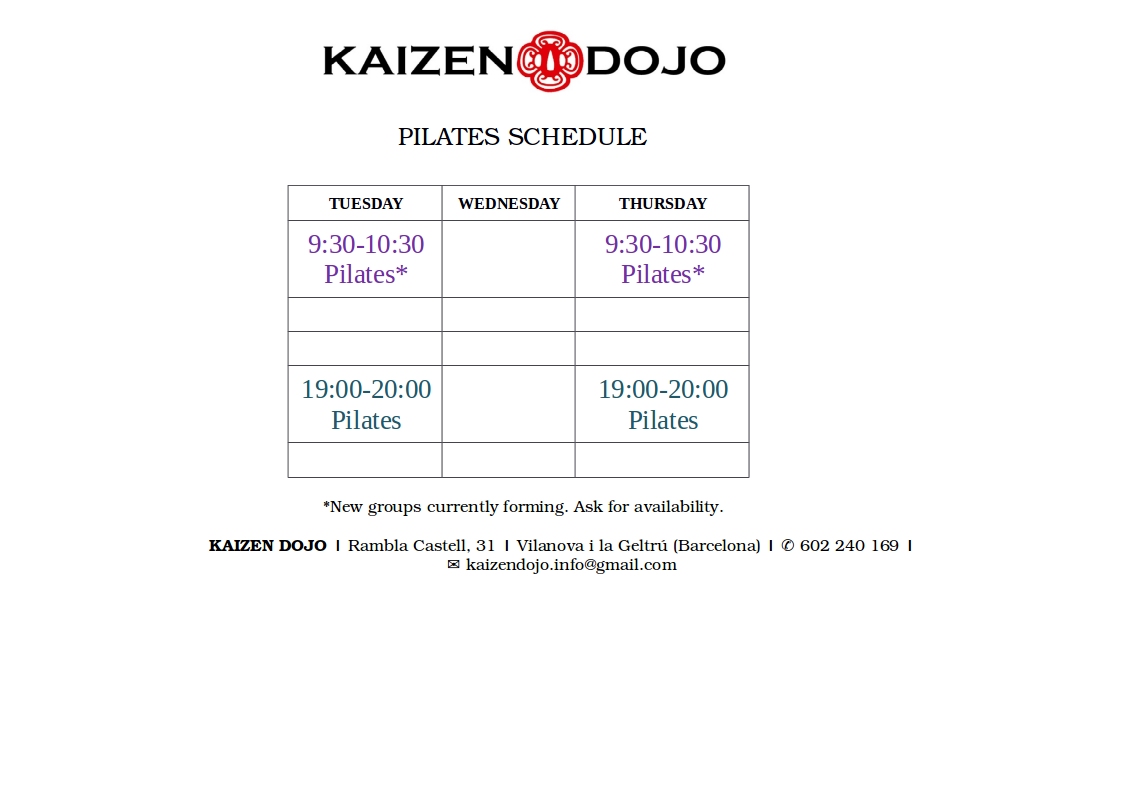 KAIZEN DOJO
PILATES SCHEDULE
TUESDAY WEDNESDAY THURSDAY
9:30-10:30 9:30-10:30
Pilates* Pilates*
19:00-20:00 19:00-20:00
Pilates Pilates
*New groups currently forming. Ask for availability.
KAIZEN DOJO I Rambla Castell, 31 I Vilanova i la Geltrú (Barcelona) I ✆ 602 240 169 I
✉ kaizendojo.info@gmail.com